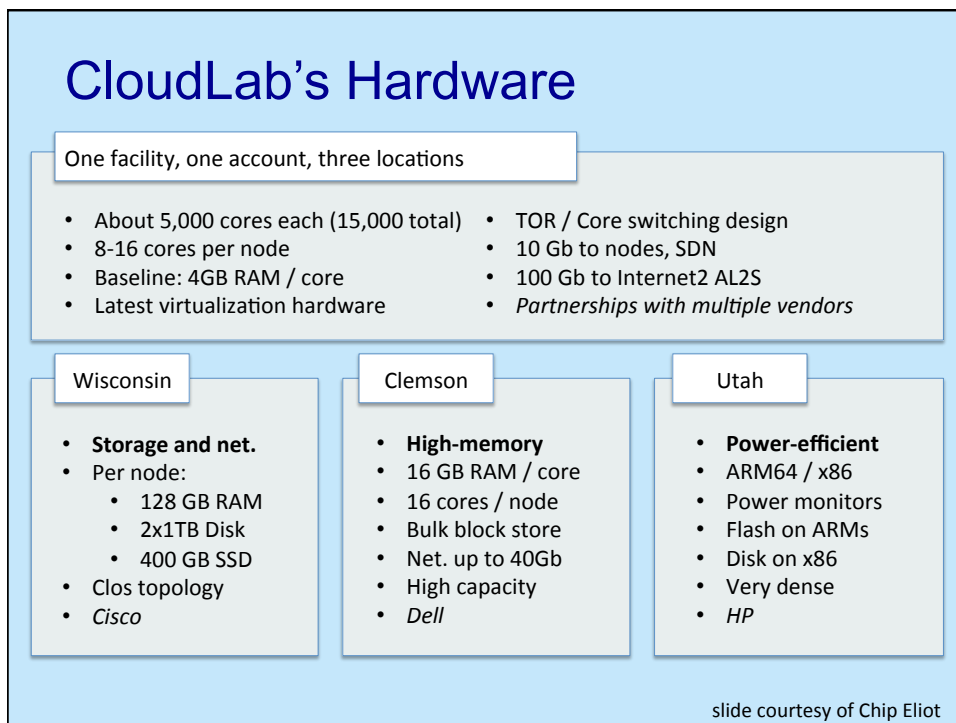 CloudLab’s Hardware
One facility, one account, three locations
• About 5,000 cores each (15,000 total)
• 8-16 cores per node
• Baseline: 4GB RAM / core
• Latest virtualization hardware
• TOR / Core switching design
• 10 Gb to nodes, SDN
• 100 Gb to Internet2 AL2S
• Partnerships with multiple vendors
Wisconsin
• Storage and net.
• Per node:
• 128 GB RAM
• 2x1TB Disk
• 400 GB SSD
• Clos topology
• Cisco
Clemson
• High-memory
• 16 GB RAM / core
• 16 cores / node
• Bulk block store
• Net. up to 40Gb
• High capacity
• Dell
Utah
• Power-efficient
• ARM64 / x86
• Power monitors
• Flash on ARMs
• Disk on x86
• Very dense
• HP
slide courtesy of Chip Eliot